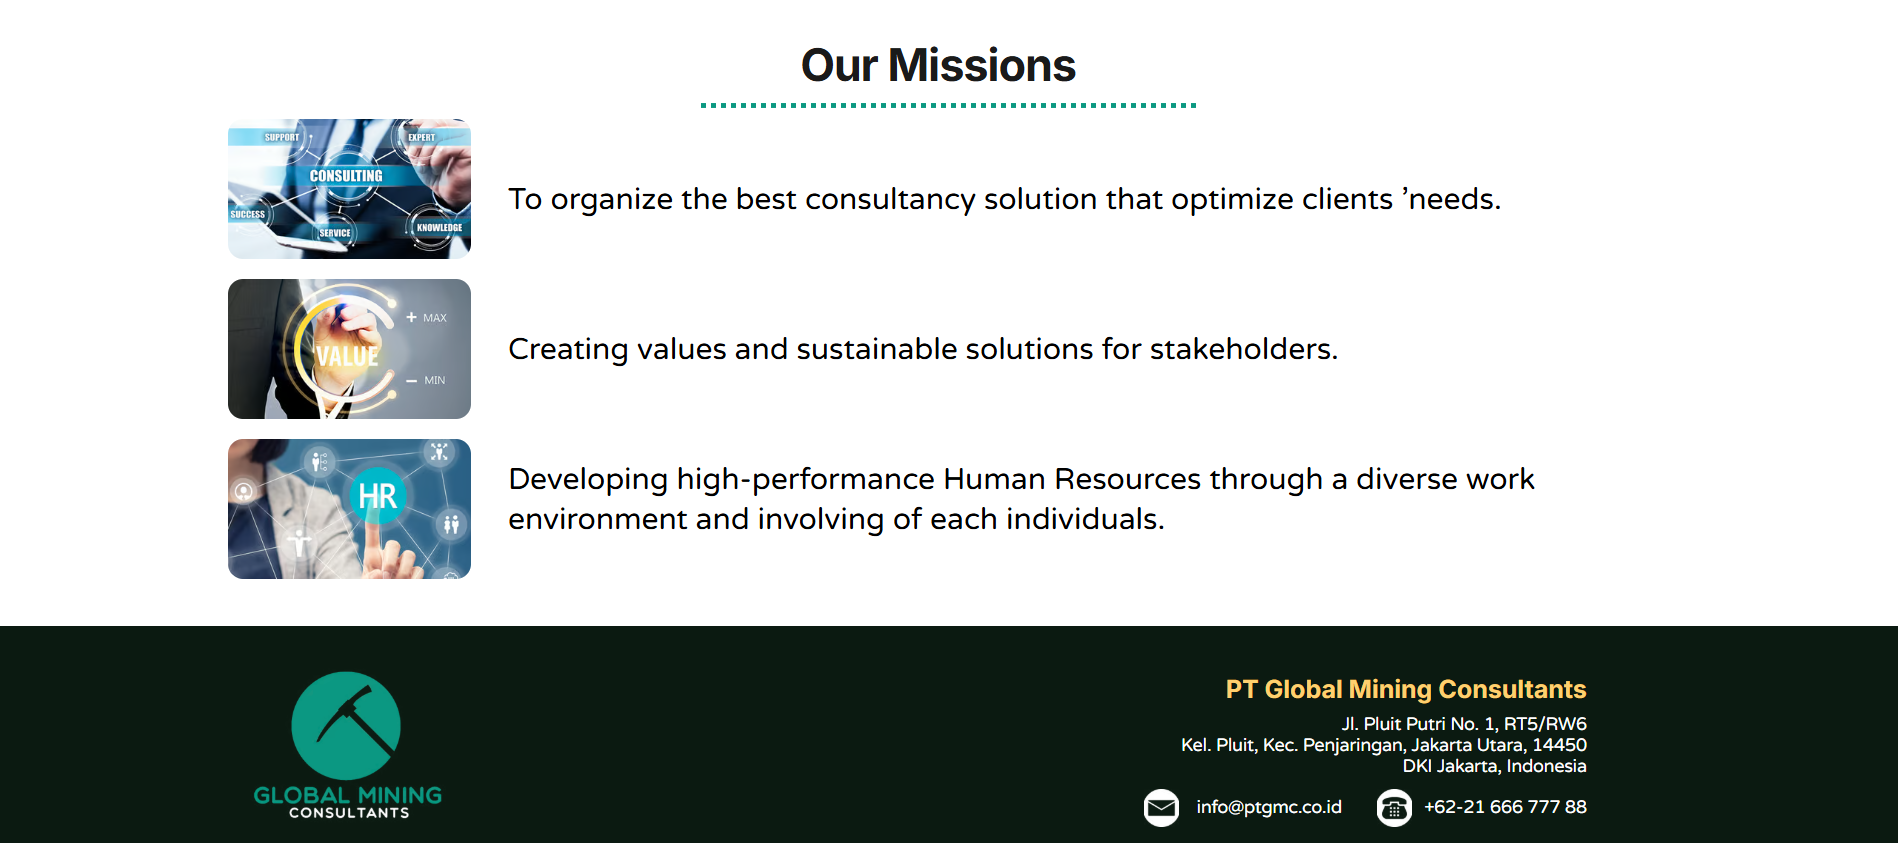 Our Missions
SUPPORT
EXPERT
CONSULTING
SUCCESS
SERVICE
KNOWLEDGE
To organize the best consultancy solution that optimize clients ’needs.
+ MAX
VALUE
− MIN
Creating values and sustainable solutions for stakeholders.
HR
Developing high-performance Human Resources through a diverse work
environment and involving of each individuals.
GLOBAL MINING
CONSULTANTS
PT Global Mining Consultants
Jl. Pluit Putri No. 1, RT5/RW6
Kel. Pluit, Kec. Penjaringan, Jakarta Utara, 14450
DKI Jakarta, Indonesia
info@ptgmc.co.id
+62-21 666 777 88